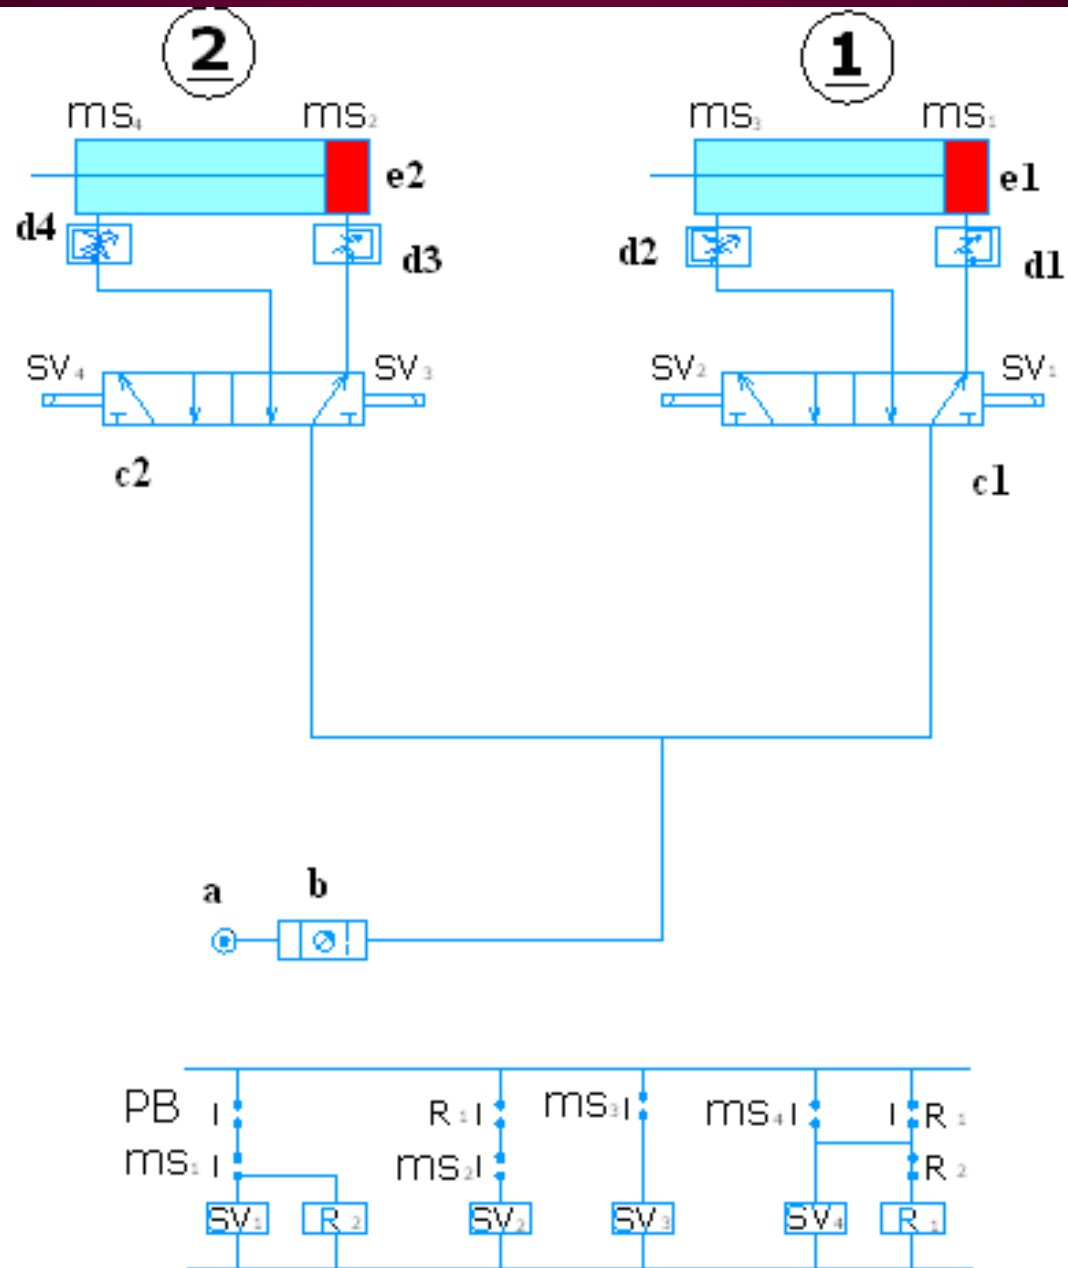 2 1
ms4 ms2 ms3 ms1
e2 e1
d4 d3 d2 d1
SV4 SV3 SV2 SV1
c2 c1
a b
PB R1 ms3 ms4 R1
ms1 ms2 R2
SV1 R2 SV2 SV3 SV4 R1